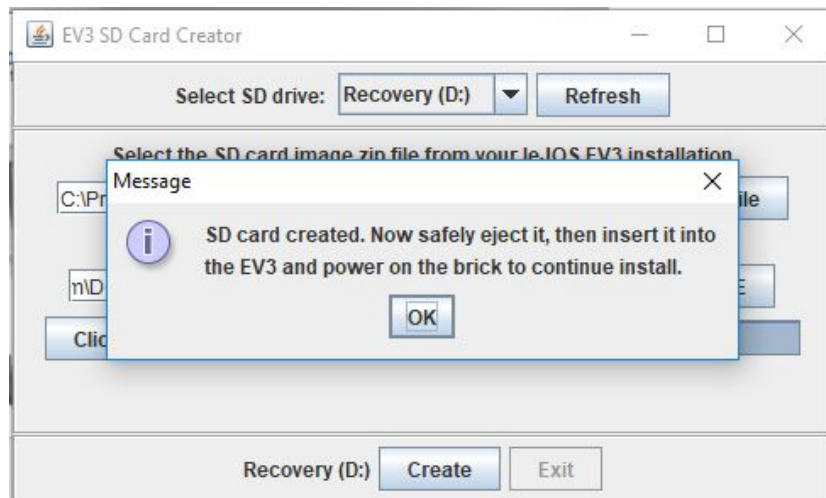 EV3 SD Card Creator
Select SD drive: Recovery (D:) Refresh
Select the SD card image zip file from your leJOS EV3 installation
Message
C:\Pr
SD card created. Now safely eject it, then insert it into
the EV3 and power on the brick to continue install.
OK
Recovery (D:) Create Exit